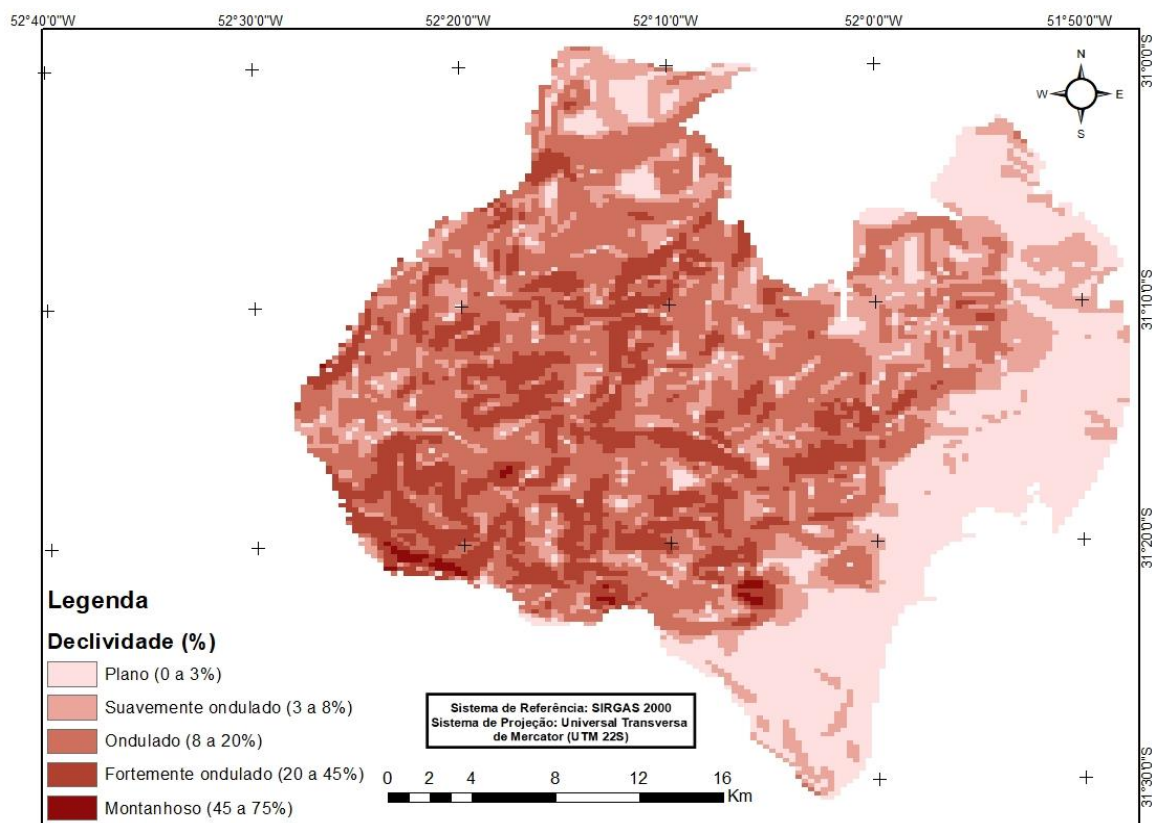 52°40'0"W 52°30'0"W 52°20'0"W 52°10'0"W 52°0'0"W 51°50'0"W
31°0'0"S
N
W E
S
31°10'0"S
31°20'0"S
31°30'0"S
Legenda
Declividade (%)
Plano (0 a 3%)
Suavemente ondulado (3 a 8%)
Ondulado (8 a 20%)
Fortemente ondulado (20 a 45%)
Montanhoso (45 a 75%)
Sistema de Referência: SIRGAS 2000
Sistema de Projeção: Universal Transversa
de Mercator (UTM 22S)
0 2 4 8 12 16
Km